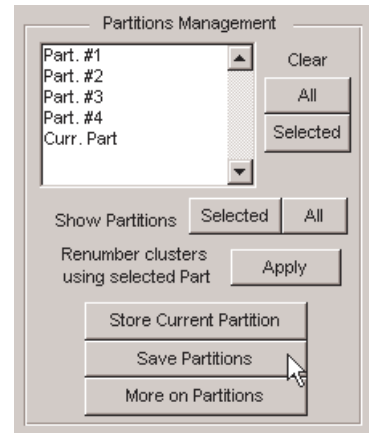 Partitions Management
Part. #1
Part. #2
Part. #3
Part. #4
Curr. Part
Clear
All
Selected
Show Partitions Selected All
Renumber clusters
using selected Part Apply
Store Current Partition
Save Partitions
More on Partitions